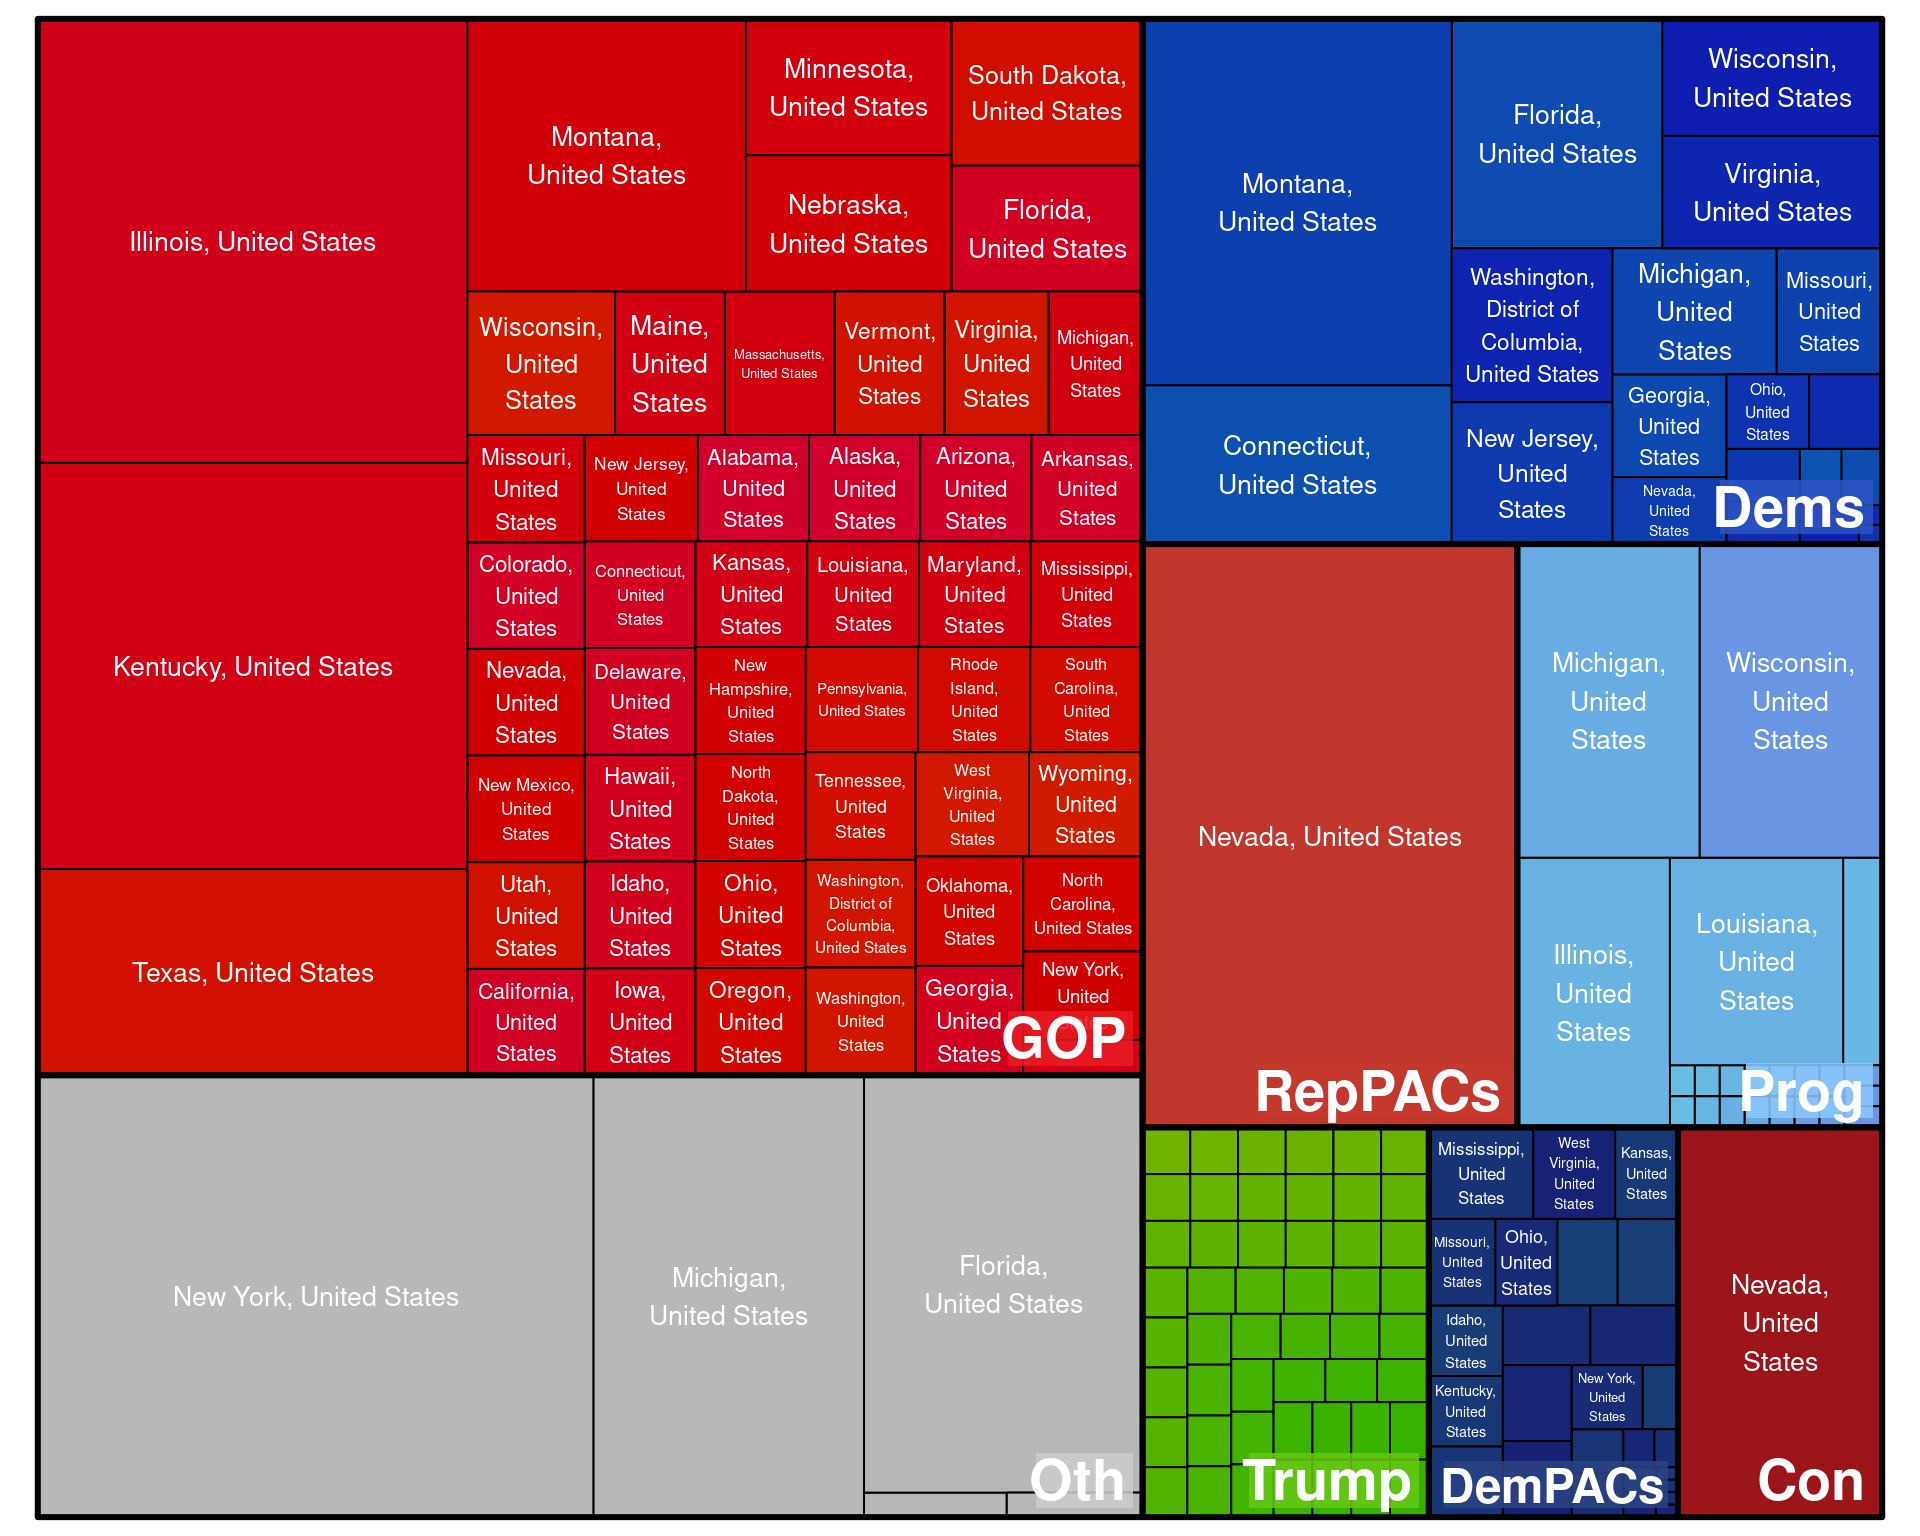 Illinois, United States
Kentucky, United States
Texas, United States
Montana,
United States
Minnesota,
United States
South Dakota,
United States
Nebraska,
United States
Florida,
United States
Wisconsin,
United
States
Maine,
United
States
Massachusetts,
United States
Vermont,
United
States
Virginia,
United
States
Michigan,
United
States
Missouri,
United
States
New Jersey,
United
States
Alabama,
United
States
Alaska,
United
States
Arizona,
United
States
Arkansas,
United
States
Colorado,
United
States
Connecticut,
United
States
Kansas,
United
States
Louisiana,
United
States
Maryland,
United
States
Mississippi,
United
States
Nevada,
United
States
Delaware,
United
States
New
Hampshire,
United
States
Pennsylvania,
United States
Rhode
Island,
United
States
South
Carolina,
United
States
New Mexico,
United
States
Hawaii,
United
States
North
Dakota,
United
States
Tennessee,
United
States
West
Virginia,
United
States
Wyoming,
United
States
Utah,
United
States
Idaho,
United
States
Ohio,
United
States
Washington,
District of
Columbia,
United States
Oklahoma,
United
States
North
Carolina,
United States
California,
United
States
Iowa,
United
States
Oregon,
United
States
Washington,
United
States
Georgia,
United
States
New York,
United
GOP
Montana,
United States
Connecticut,
United States
Florida,
United States
Wisconsin,
United States
Virginia,
United States
Washington,
District of
Columbia,
United States
Michigan,
United
States
Missouri,
United
States
New Jersey,
United
States
Georgia,
United
States
Ohio,
United
States
Nevada,
United
States
Dems
Nevada, United States
RepPACs
Michigan,
United
States
Wisconsin,
United
States
Illinois,
United
States
Louisiana,
United
States
Prog
New York, United States
Michigan,
United States
Florida,
United States
Oth
Trump
Mississippi,
United
States
West
Virginia,
United
States
Kansas,
United
States
Missouri,
United
States
Ohio,
United
States
Idaho,
United
States
Kentucky,
United
States
New York,
United
States
DemPACs
Nevada,
United
States
Con